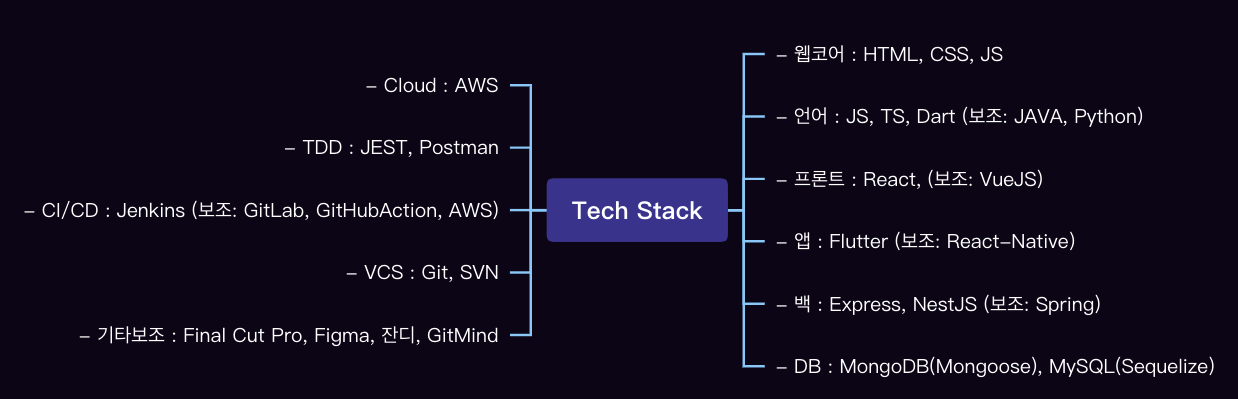 Tech Stack
– 웹코어 : HTML, CSS, JS
– 언어 : JS, TS, Dart (보조: JAVA, Python)
– 프론트 : React, (보조: VueJS)
– 앱 : Flutter (보조: React-Native)
– 백 : Express, NestJS (보조: Spring)
– DB : MongoDB(Mongoose), MySQL(Sequelize)
– Cloud : AWS
– TDD : JEST, Postman
– CI/CD : Jenkins (보조: GitLab, GitHubAction, AWS)
– VCS : Git, SVN
– 기타보조 : Final Cut Pro, Figma, 잔디, GitMind